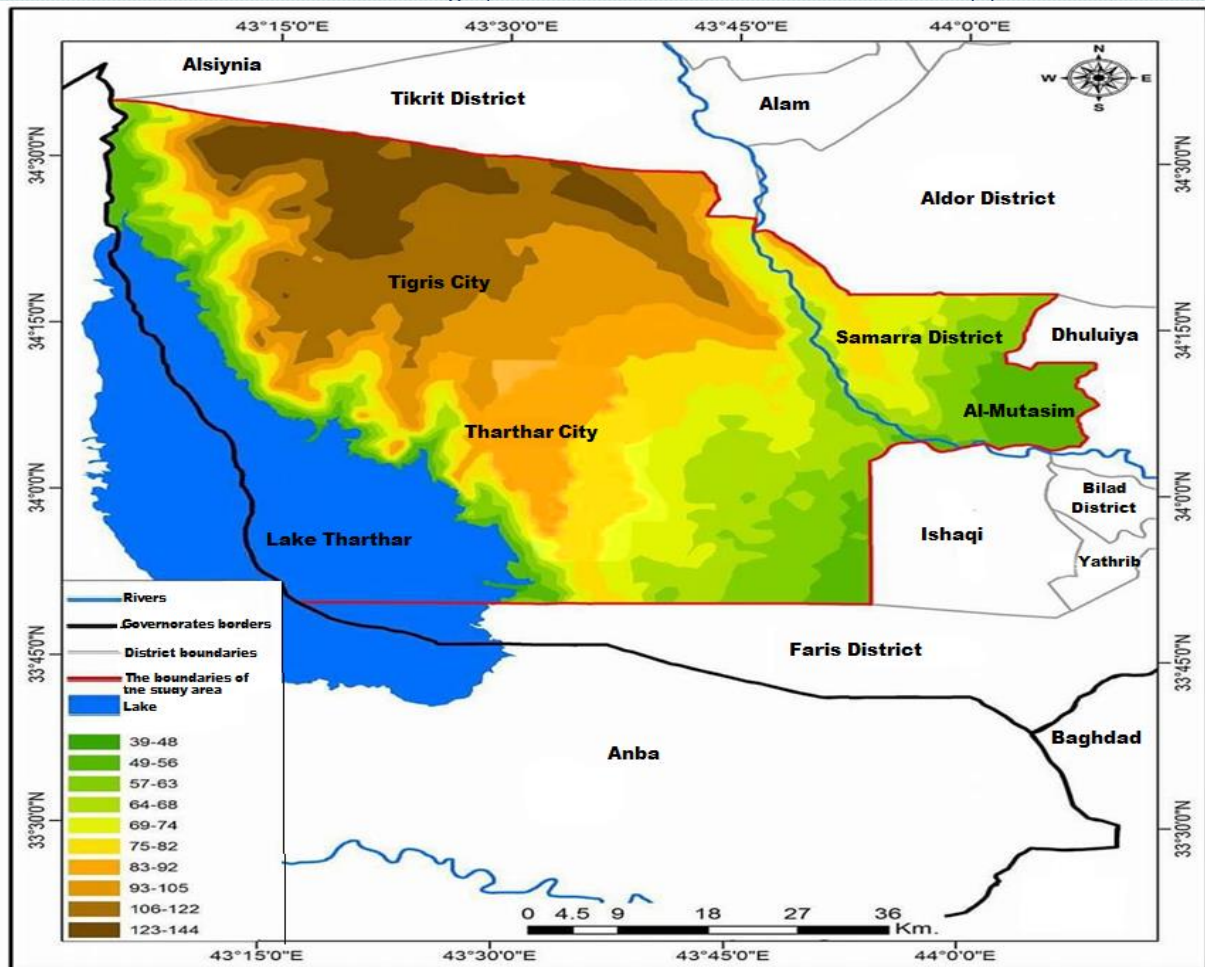 43°15'0"E 43°30'0"E 43°45'0"E 44°0'0"E
Alsiynia
Tikrit District
Alam
N
W E
S
34°30'0"N
34°30'0"N
Aldor District
Tigris City
34°15'0"N
34°15'0"N
Samarra District
Dhuluiya
Al-Mutasim
Tharthar City
34°0'0"N
34°0'0"N
Bilad
District
Ishaqi
Lake Tharthar
Yathrib
Rivers
Governorates borders
District boundaries
The boundaries of
the study area
Lake
39-48
49-56
57-63
64-68
69-74
75-82
83-92
93-105
106-122
123-144
33°45'0"N
33°45'0"N
Faris District
Baghdad
Anba
33°30'0"N
33°30'0"N
0 4.5 9 18 27 36
Km.
43°15'0"E 43°30'0"E 43°45'0"E 44°0'0"E